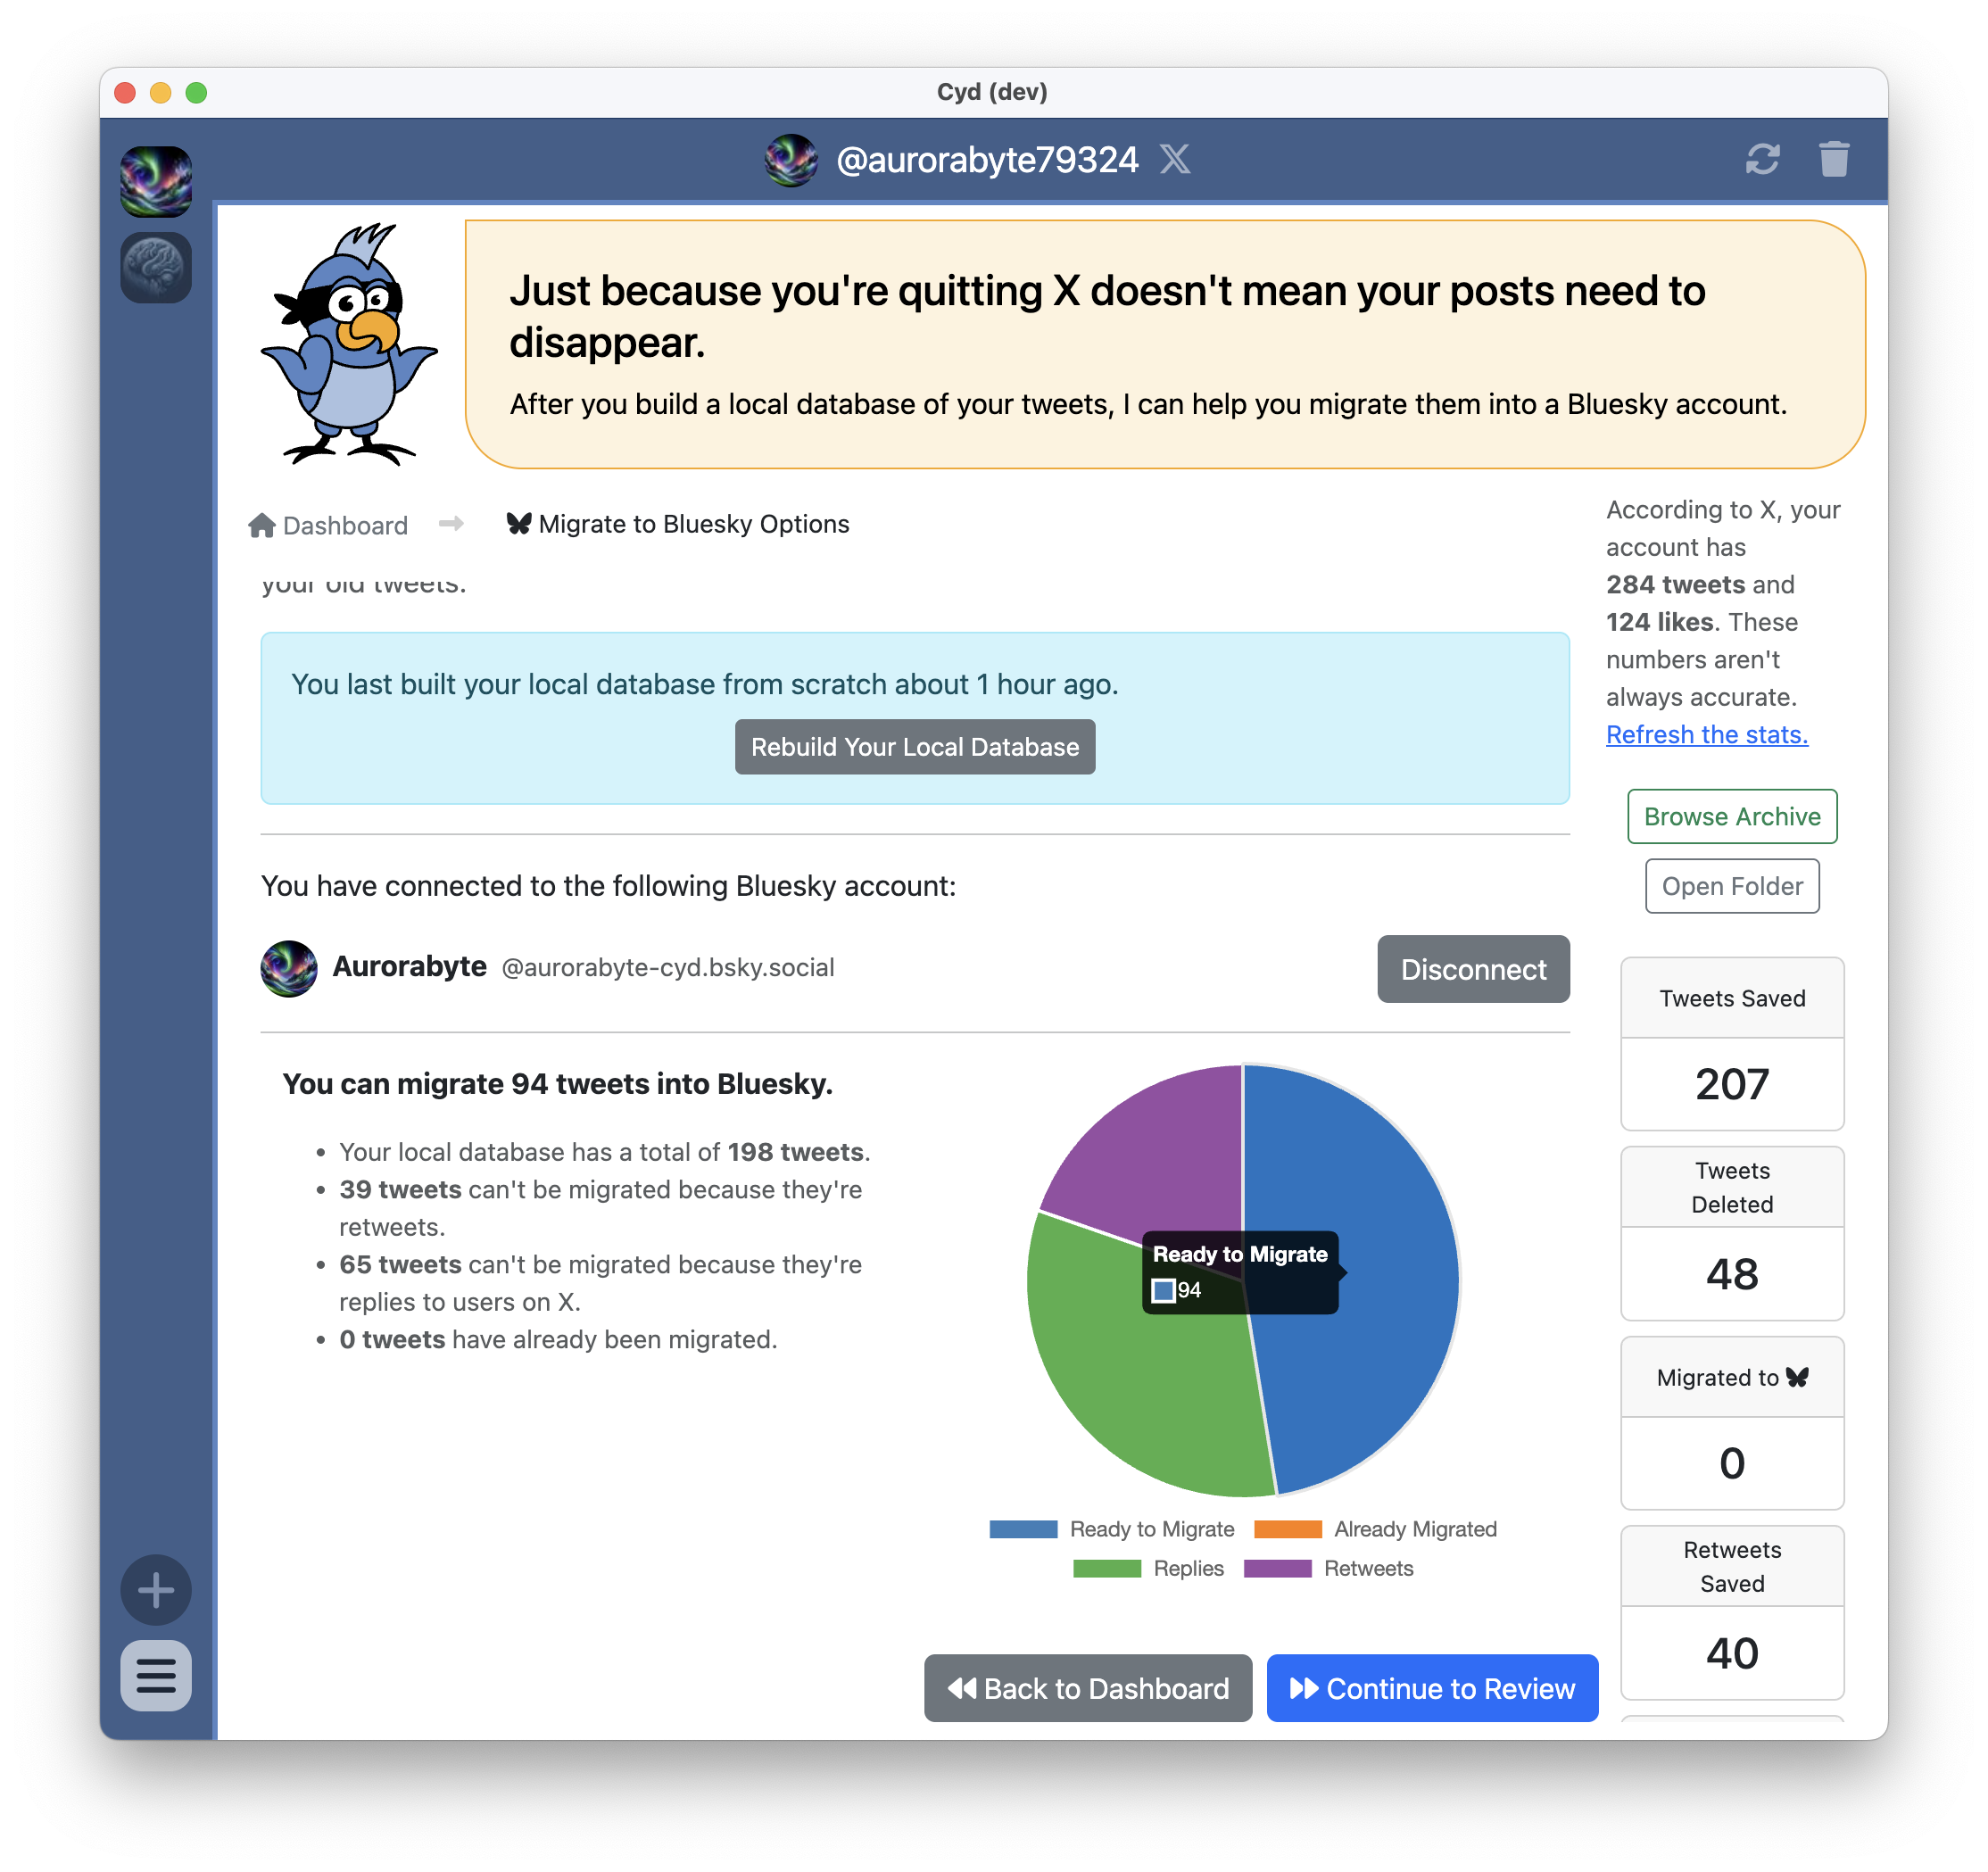 Cyd (dev)
@aurorabyte79324
Just because you're quitting X doesn't mean your posts need to
disappear.
After you build a local database of your tweets, I can help you migrate them into a Bluesky account.
Dashboard
Migrate to Bluesky Options
your old tweets.
You last built your local database from scratch about 1 hour ago.
Rebuild Your Local Database
You have connected to the following Bluesky account:
Aurorabyte @aurorabyte-cyd.bsky.social
Disconnect
You can migrate 94 tweets into Bluesky.
• Your local database has a total of 198 tweets.
• 39 tweets can't be migrated because they're
retweets.
• 65 tweets can't be migrated because they're
replies to users on X.
• 0 tweets have already been migrated.
Ready to Migrate
94
Ready to Migrate
Already Migrated
Replies
Retweets
Back to Dashboard
Continue to Review
According to X, your
account has
284 tweets and
124 likes. These
numbers aren't
always accurate.
Refresh the stats.
Browse Archive
Open Folder
Tweets Saved
207
Tweets
Deleted
48
Migrated to
0
Retweets
Saved
40